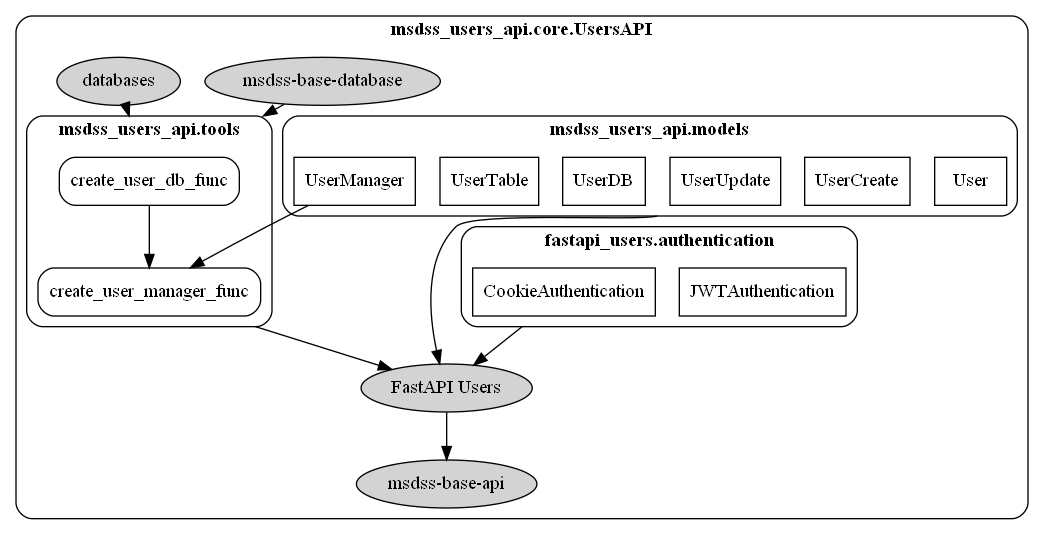 msdss_users_api.core.UsersAPI
databases
msdss-base-database
msdss_users_api.tools
msdss_users_api.models
create_user_db_func
UserManager
UserTable
UserDB
UserUpdate
UserCreate
User
fastapi_users.authentication
create_user_manager_func
CookieAuthentication
JWTAuthentication
FastAPI Users
msdss-base-api